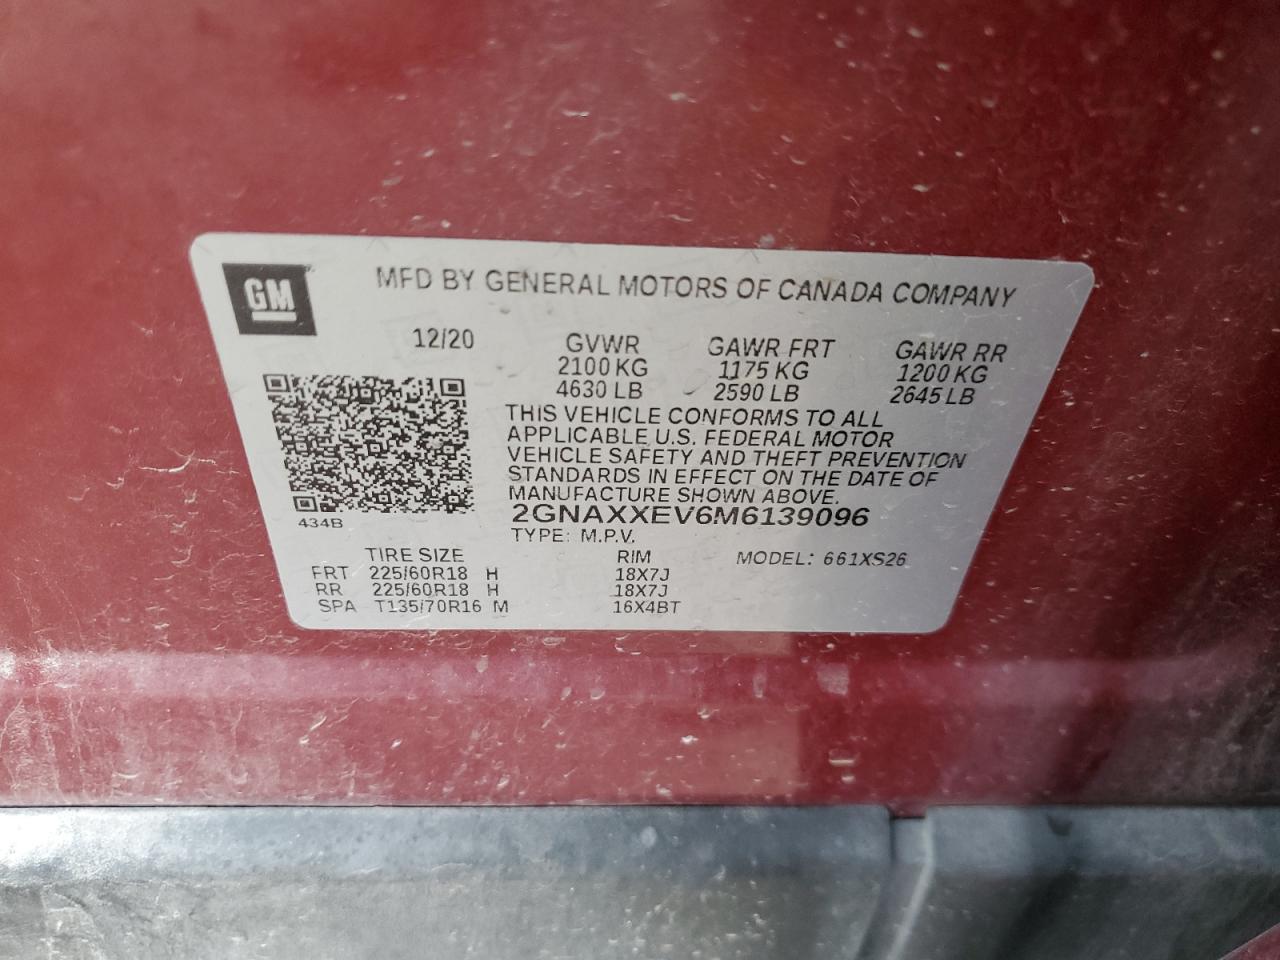 GM
MFD BY GENERAL MOTORS OF CANADA COMPANY
12/20 GVWR GAWR FRT GAWR RR
2100 KG 1175 KG 1200 KG
4630 LB 2590 LB 2645 LB
THIS VEHICLE CONFORMS TO ALL
APPLICABLE U.S. FEDERAL MOTOR
VEHICLE SAFETY AND THEFT PREVENTION
STANDARDS IN EFFECT ON THE DATE OF
MANUFACTURE SHOWN ABOVE.
434B
2GNAXXEV6M6139096
TYPE: M.P.V.
TIRE SIZE RIM MODEL: 661XS26
FRT 225/60R18 H 18X7J
RR 225/60R18 H 18X7J
SPA T135/70R16 M 16X4BT